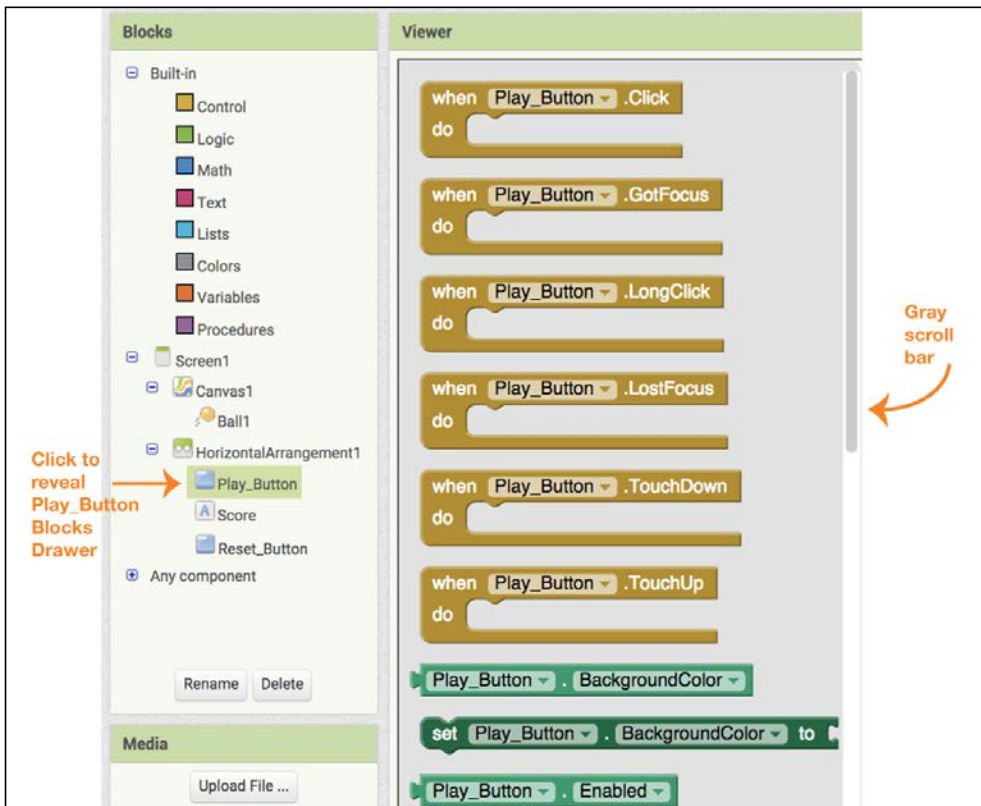 Blocks
Built-in
Control
Logic
Math
Text
Lists
Colors
Variables
Procedures
Screen1
Canvas1
Ball1
HorizontalArrangement1
Play_Button
A Score
Reset_Button
Any component
Rename Delete
Media
Upload File ...
Click to
reveal
Play_Button
Blocks
Drawer
Viewer
when Play_Button .Click
do
when Play_Button .GotFocus
do
when Play_Button .LongClick
do
when Play_Button .LostFocus
do
when Play_Button .TouchDown
do
when Play_Button .TouchUp
do
Play_Button . BackgroundColor
set Play_Button . BackgroundColor to
Play_Button . Enabled
Gray
scroll
bar